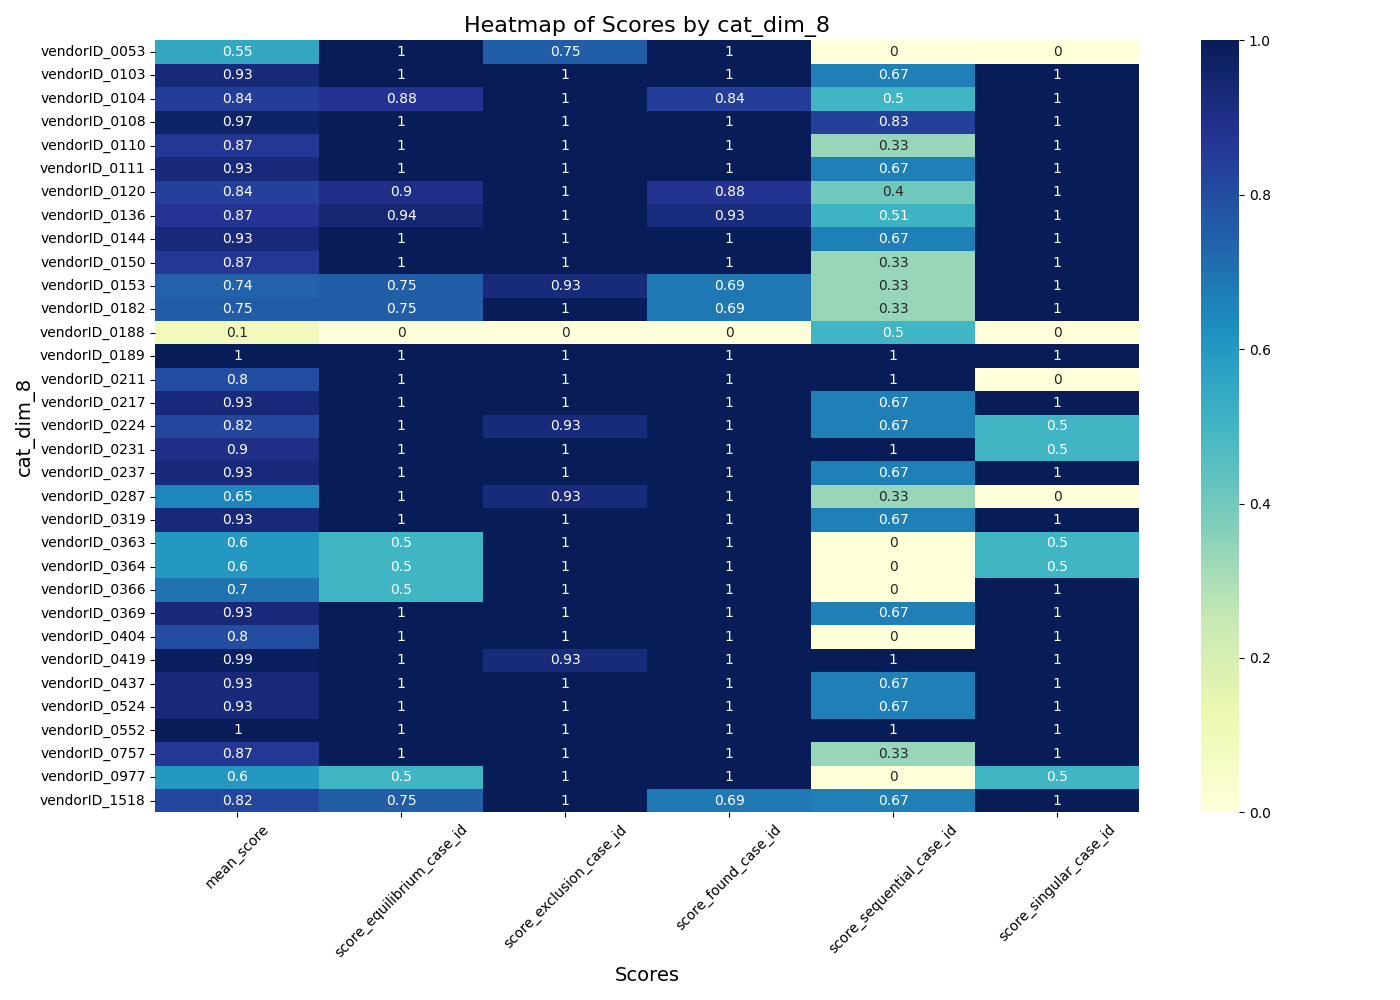 Heatmap of Scores by cat_dim_8
cat_dim_8
vendorID_0053 0.55 1 0.75 1 0 0
vendorID_0103 0.93 1 1 1 0.67 1
vendorID_0104 0.84 0.88 1 0.84 0.5 1
vendorID_0108 0.97 1 1 1 0.83 1
vendorID_0110 0.87 1 1 1 0.33 1
vendorID_0111 0.93 1 1 1 0.67 1
vendorID_0120 0.84 0.9 1 0.88 0.4 1
vendorID_0136 0.87 0.94 1 0.93 0.51 1
vendorID_0144 0.93 1 1 1 0.67 1
vendorID_0150 0.87 1 1 1 0.33 1
vendorID_0153 0.74 0.75 0.93 0.69 0.33 1
vendorID_0182 0.75 0.75 1 0.69 0.33 1
vendorID_0188 0.1 0 0 0 0.5 0
vendorID_0189 1 1 1 1 1 1
vendorID_0211 0.8 1 1 1 1 0
vendorID_0217 0.93 1 1 1 0.67 1
vendorID_0224 0.82 1 0.93 1 0.67 0.5
vendorID_0231 0.9 1 1 1 1 0.5
vendorID_0237 0.93 1 1 1 0.67 1
vendorID_0287 0.65 1 0.93 1 0.33 0
vendorID_0319 0.93 1 1 1 0.67 1
vendorID_0363 0.6 0.5 1 1 0 0.5
vendorID_0364 0.6 0.5 1 1 0 0.5
vendorID_0366 0.7 0.5 1 1 0 1
vendorID_0369 0.93 1 1 1 0.67 1
vendorID_0404 0.8 1 1 1 0 1
vendorID_0419 0.99 1 0.93 1 1 1
vendorID_0437 0.93 1 1 1 0.67 1
vendorID_0524 0.93 1 1 1 0.67 1
vendorID_0552 1 1 1 1 1 1
vendorID_0757 0.87 1 1 1 0.33 1
vendorID_0977 0.6 0.5 1 1 0 0.5
vendorID_1518 0.82 0.75 1 0.69 0.67 1
mean_score
score_equilibrium_case_id
score_exclusion_case_id
score_found_case_id
score_sequential_case_id
score_singular_case_id
Scores
1.0
0.8
0.6
0.4
0.2
0.0